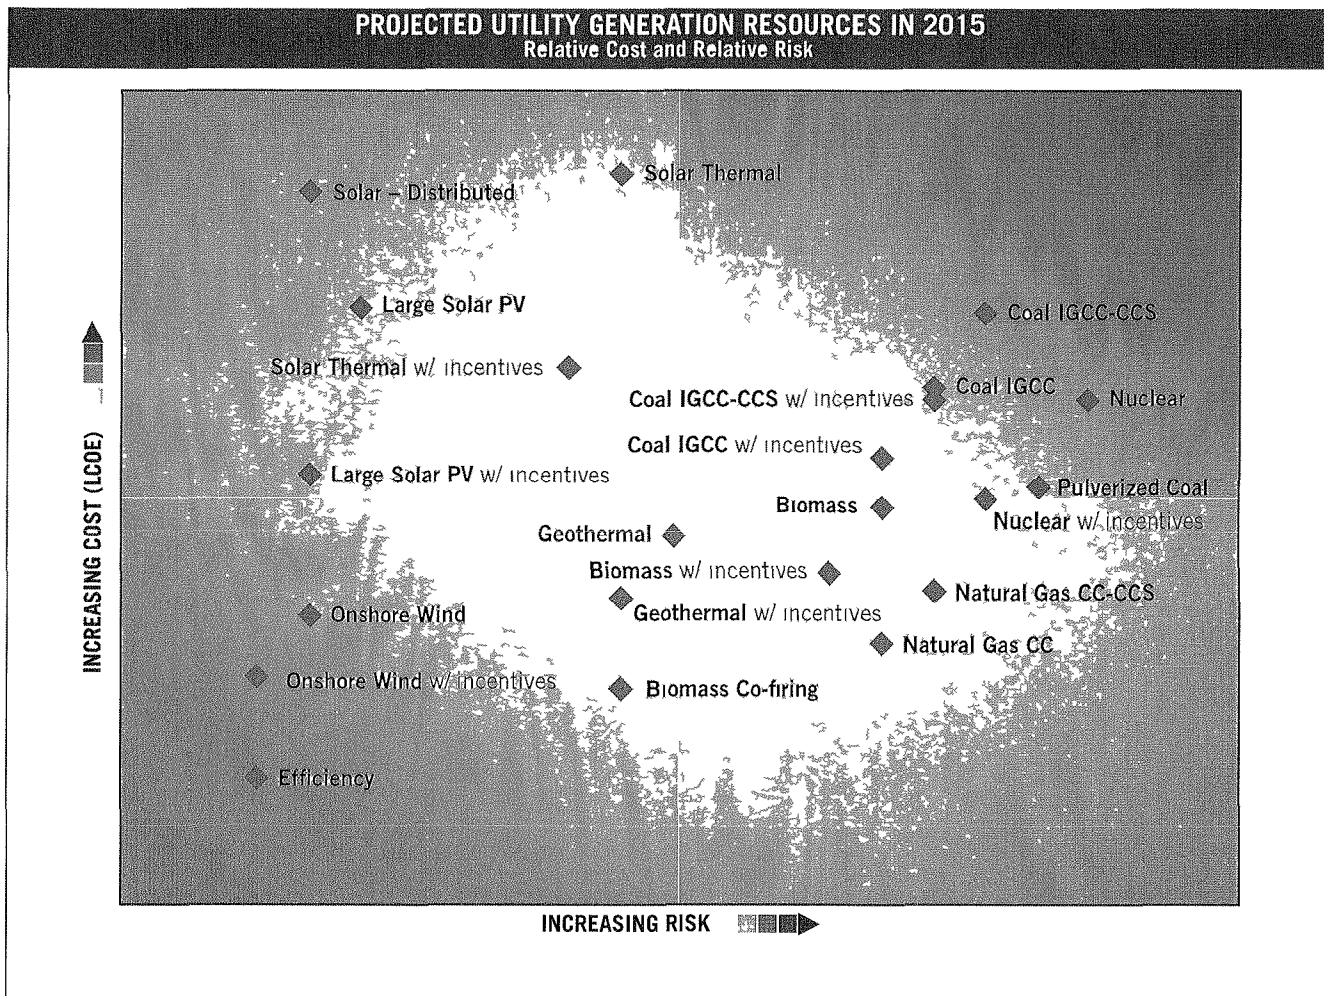 PROJECTED UTILITY GENERATION RESOURCES IN 2015
Relative Cost and Relative Risk
Solar Thermal
Solar – Distributed
Large Solar PV
Coal IGCC-CCS
Solar Thermal w/ incentives
Coal IGCC
Coal IGCC-CCS w/ incentives
Nuclear
Coal IGCC w/ incentives
Large Solar PV w/ incentives
Pulverized Coal
Biomass
Nuclear w/ incentives
Geothermal
Biomass w/ incentives
Natural Gas CC-CCS
Geothermal w/ incentives
Onshore Wind
Natural Gas CC
Onshore Wind w/ incentives
Biomass Co-firing
Efficiency
INCREASING COST (LCOE)
INCREASING RISK